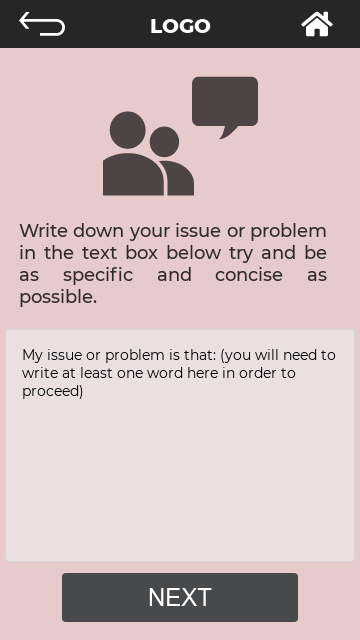 LOGO
Write down your issue or problem
in the text box below try and be
as specific and concise as
possible.
My issue or problem is that: (you will need to
write at least one word here in order to
proceed)
NEXT